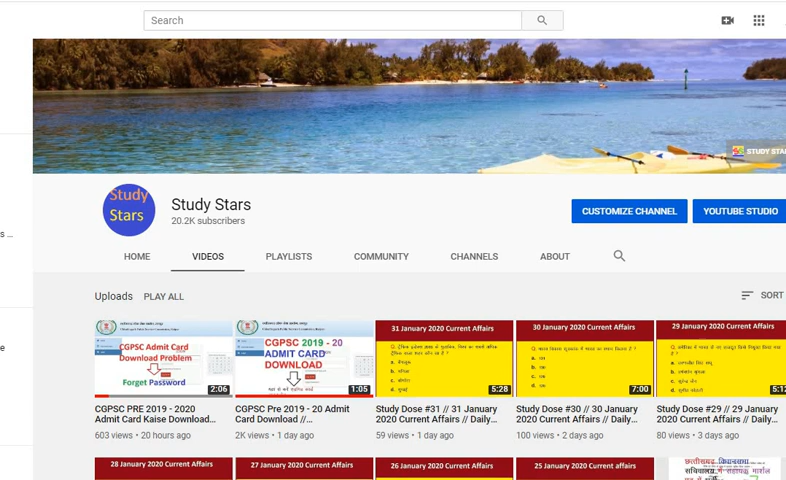 Search
STUDY STA
Study
Stars
Study Stars
20.2K subscribers
CUSTOMIZE CHANNEL
YOUTUBE STUDIO
s ...
HOME
VIDEOS
PLAYLISTS
COMMUNITY
CHANNELS
ABOUT
Uploads
PLAY ALL
SORT
e
CGPSC Admit Card
Download Problem
Forget Password
2:06
CGPSC 2019 - 20
ADMIT CARD
DOWNLOAD
1:05
31 January 2020 Current Affairs
5:28
30 January 2020 Current Affairs
7:00
29 January 2020 Current Affairs
5:1
CGPSC PRE 2019 - 2020
Admit Card Kaise Download...
603 views • 20 hours ago
CGPSC Pre 2019 - 20 Admit
Card Download //...
2K views • 1 day ago
Study Dose #31 // 31 January
2020 Current Affairs // Daily...
59 views • 1 day ago
Study Dose #30 // 30 January
2020 Current Affairs // Daily...
100 views • 2 days ago
Study Dose #29 // 29 January
2020 Current Affairs // Daily...
80 views • 3 days ago
28 January 2020 Current Affairs
27 January 2020 Current Affairs
26 January 2020 Current Affairs
25 January 2020 Current Affairs
छत्तीसगढ़ विधानसभा